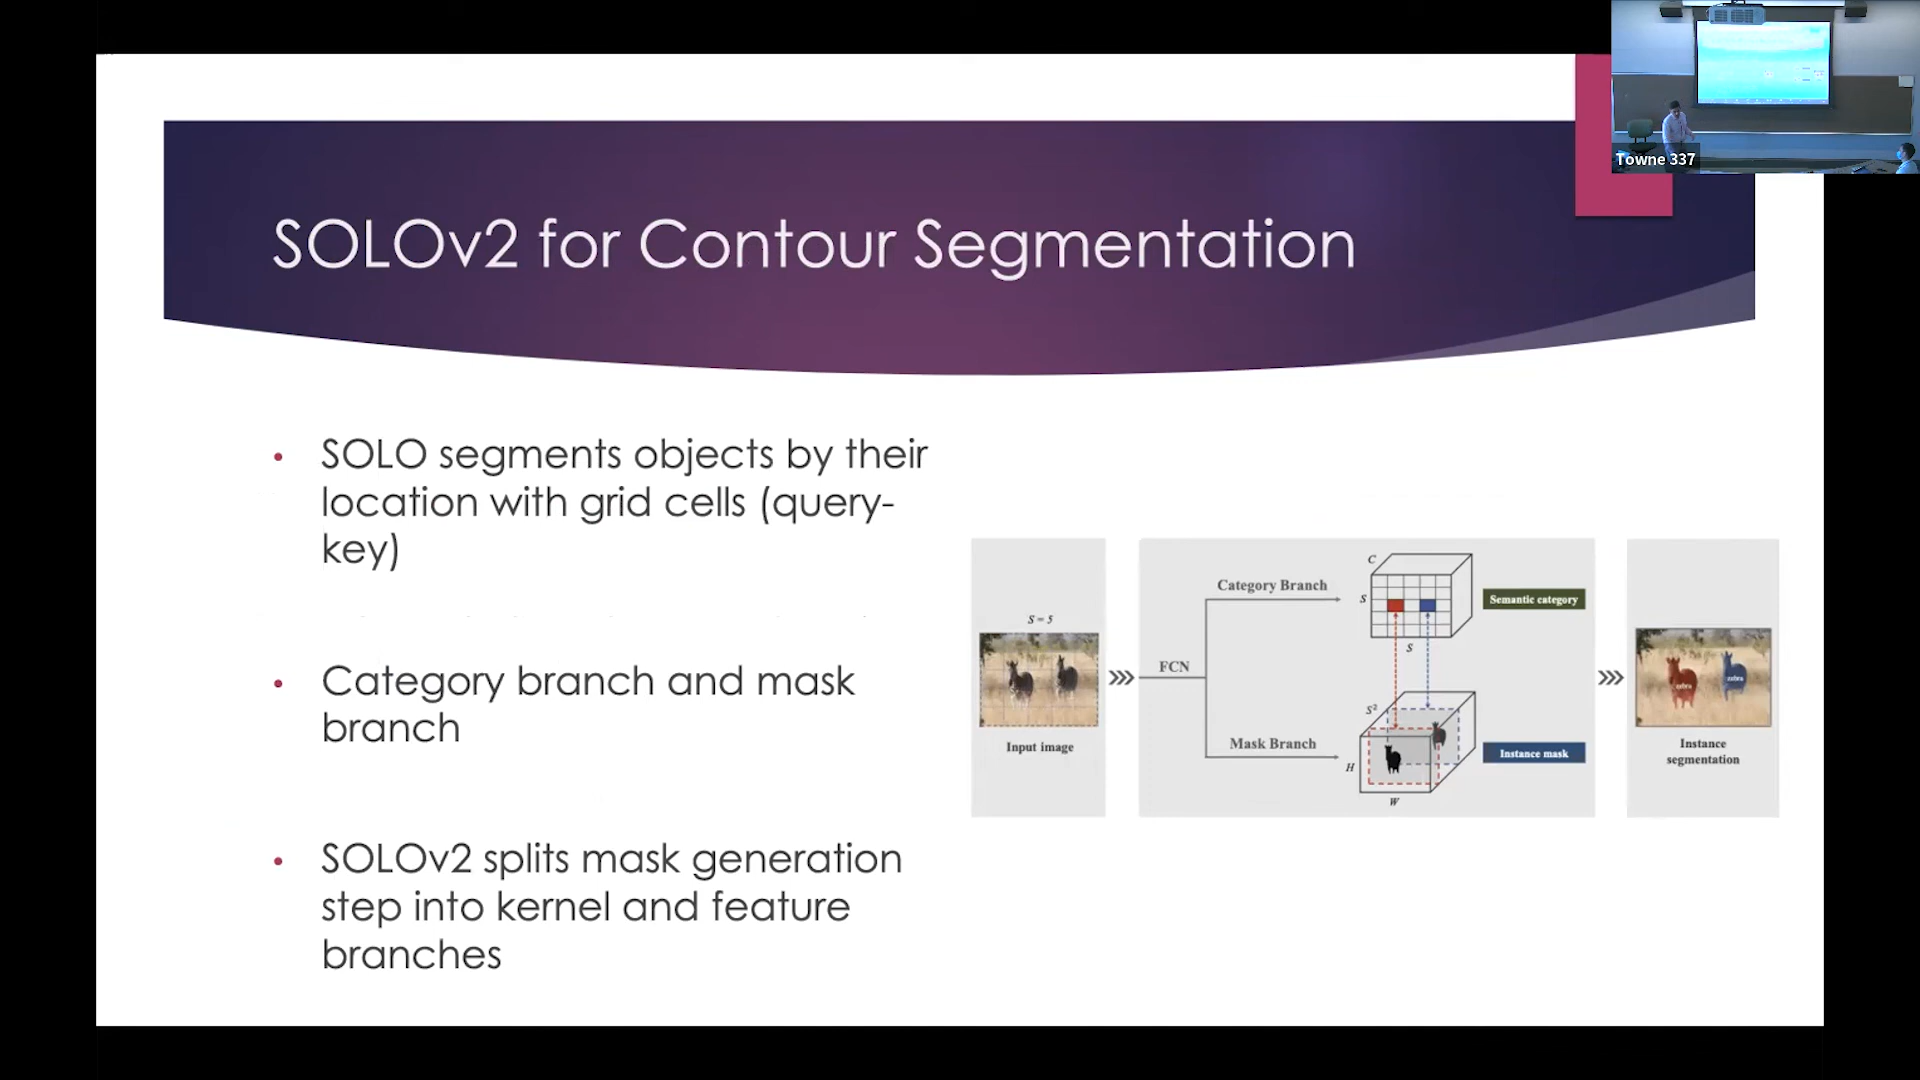 Towne 337
SOLOv2 for Contour Segmentation
• SOLO segments objects by their
location with grid cells (query-
key)
• Category branch and mask
branch
• SOLOv2 splits mask generation
step into kernel and feature
branches
S = 5
Input image
FCN
Category Branch
Mask Branch
C
S
S
Semantic category
S²
H
W
Instance mask
zebra
zebra
Instance
segmentation